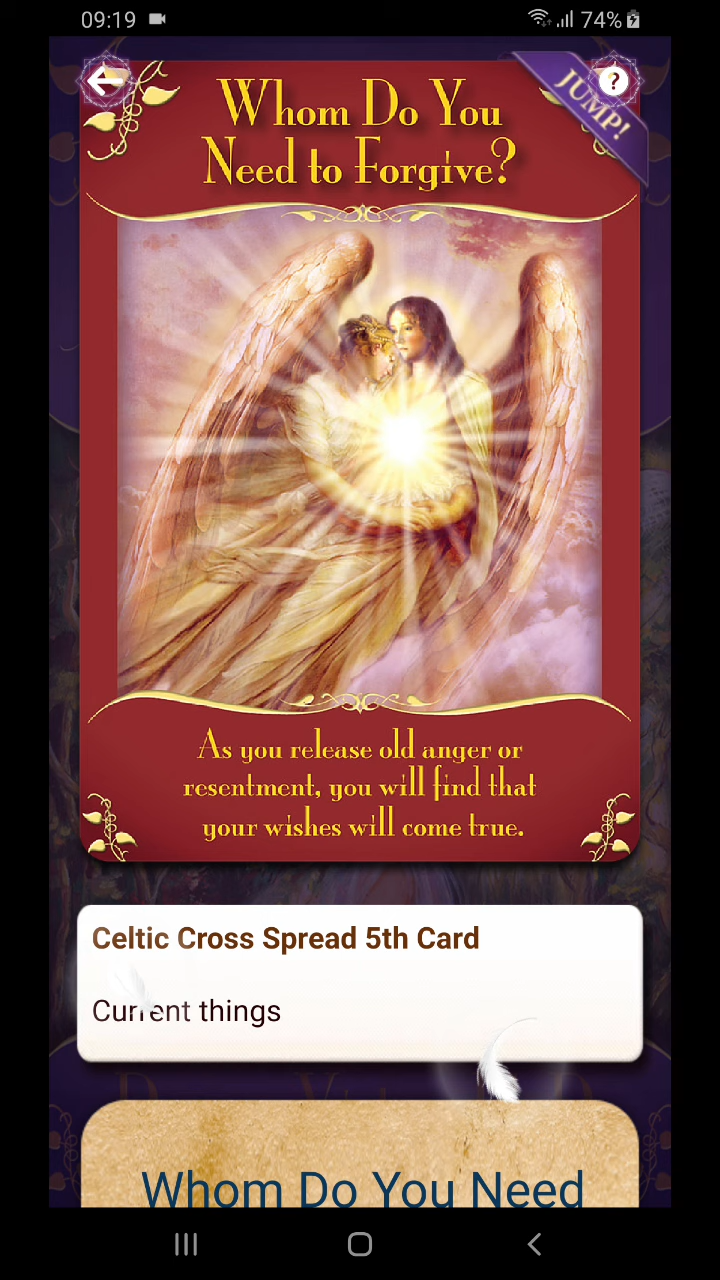 09:19
74%
?
JUMP!
Whom Do You
Need to Forgive?
As you release old anger or
resentment, you will find that
your wishes will come true.
Celtic Cross Spread 5th Card
Current things
Whom Do You Need